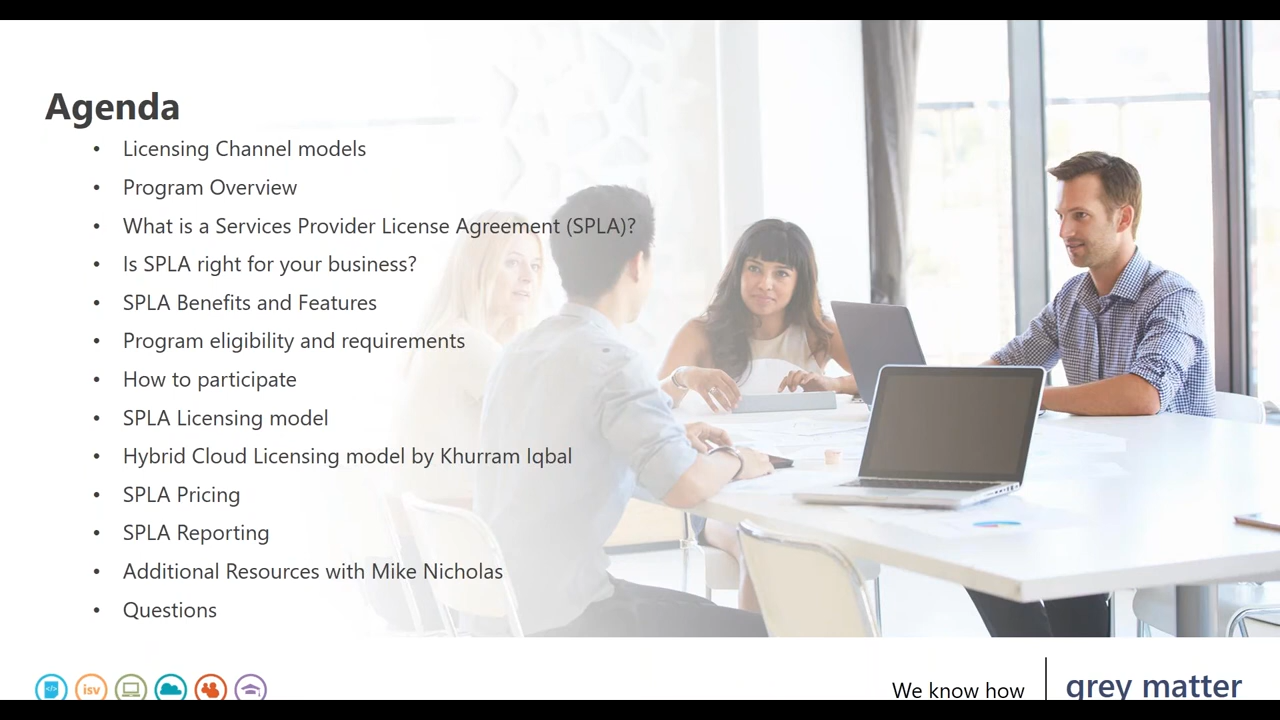 Agenda
• Licensing Channel models
• Program Overview
• What is a Services Provider License Agreement (SPLA)?
• Is SPLA right for your business?
• SPLA Benefits and Features
• Program eligibility and requirements
• How to participate
• SPLA Licensing model
• Hybrid Cloud Licensing model by Khurram Iqbal
• SPLA Pricing
• SPLA Reporting
• Additional Resources with Mike Nicholas
• Questions
</> isv
We know how
grey matter